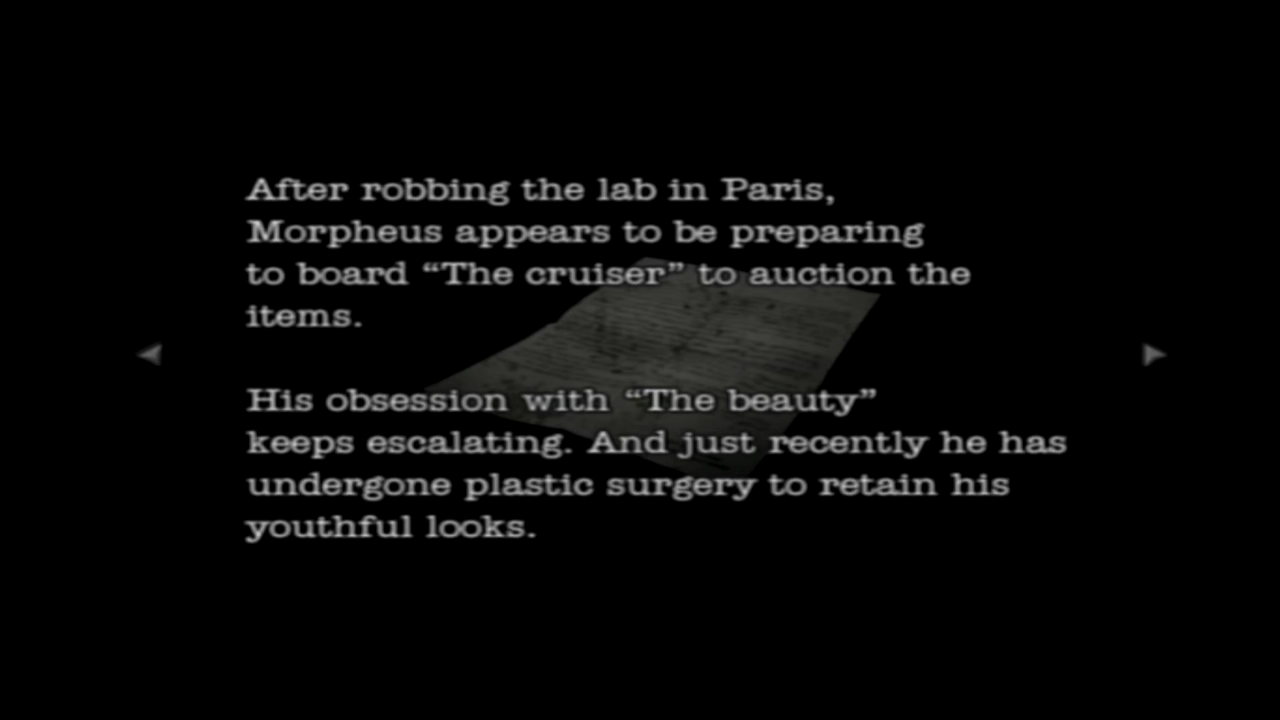 After robbing the lab in Paris,
Morpheus appears to be preparing
to board “The cruiser” to auction the
items.
His obsession with “The beauty”
keeps escalating. And just recently he has
undergone plastic surgery to retain his
youthful looks.